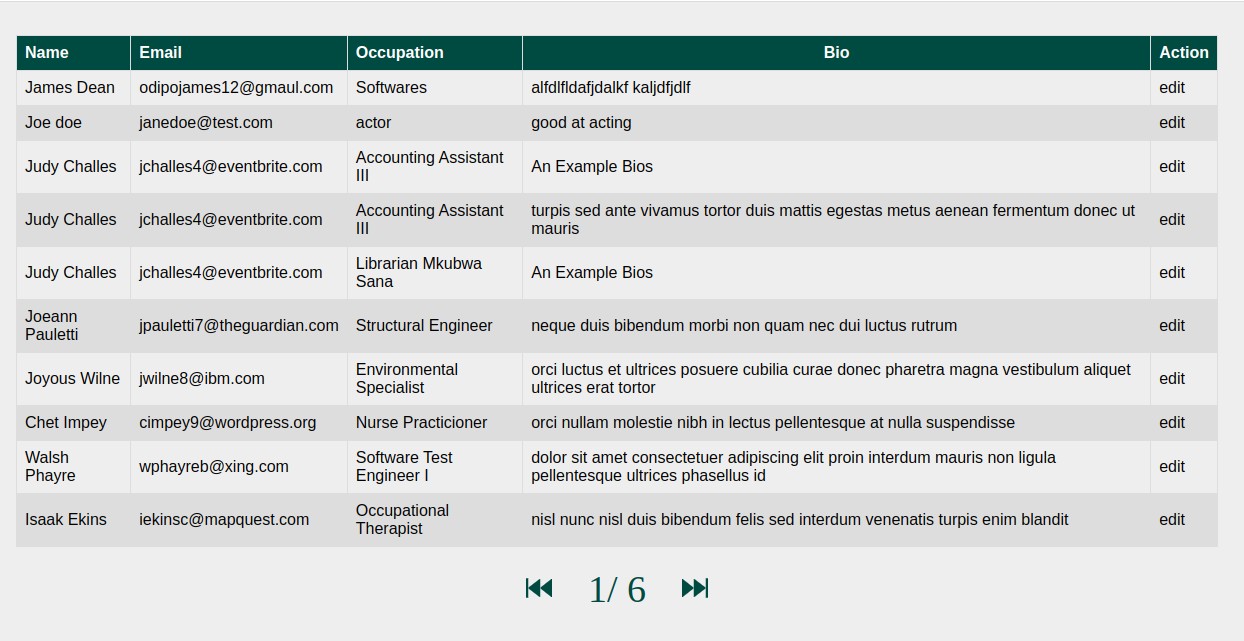 Name Email Occupation Bio Action
James Dean odipojames12@gmaul.com Softwares alfdlfldafjdalkf kaljdfjdlf edit
Joe doe janedoe@test.com actor good at acting edit
Judy Challes jchalles4@eventbrite.com Accounting Assistant III An Example Bios edit
Judy Challes jchalles4@eventbrite.com Accounting Assistant III turpis sed ante vivamus tortor duis mattis egestas metus aenean fermentum donec ut mauris edit
Judy Challes jchalles4@eventbrite.com Librarian Mkubwa Sana An Example Bios edit
Joeann Pauletti jpauletti7@theguardian.com Structural Engineer neque duis bibendum morbi non quam nec dui luctus rutrum edit
Joyous Wilne jwilne8@ibm.com Environmental Specialist orci luctus et ultrices posuere cubilia curae donec pharetra magna vestibulum aliquet ultrices erat tortor edit
Chet Impey cimpey9@wordpress.org Nurse Practicioner orci nullam molestie nibh in lectus pellentesque at nulla suspendisse edit
Walsh Phayre wphayreb@xing.com Software Test Engineer I dolor sit amet consectetuer adipiscing elit proin interdum mauris non ligula pellentesque ultrices phasellus id edit
Isaak Ekins iekinsc@mapquest.com Occupational Therapist nisl nunc nisl duis bibendum felis sed interdum venenatis turpis enim blandit edit
1/ 6